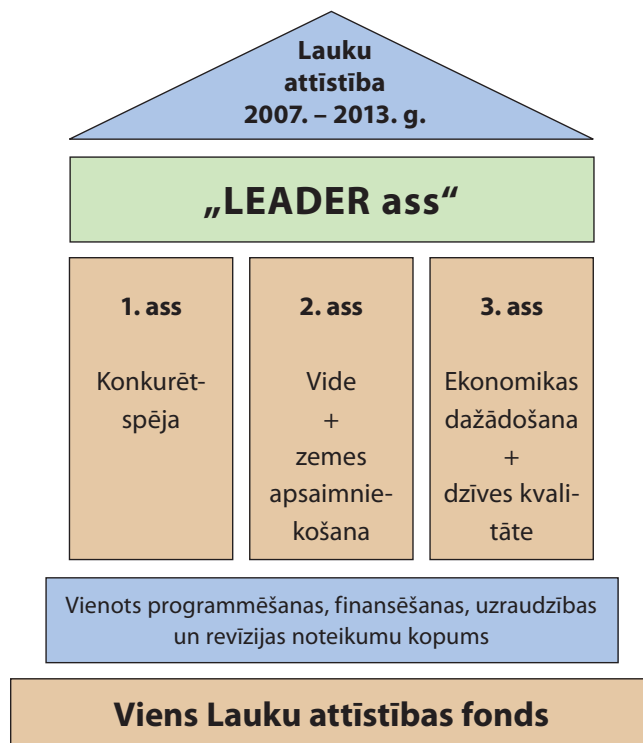 Lauku
attīstība
2007. – 2013. g.
„LEADER ass“
1. ass
Konkurēt-
spēja
2. ass
Vide
+
zemes
apsaimnie-
košana
3. ass
Ekonomikas
dažādošana
+
dzīves kvali-
tāte
Vienots programmēšanas, finansēšanas, uzraudzības
un revīzijas noteikumu kopums
Viens Lauku attīstības fonds